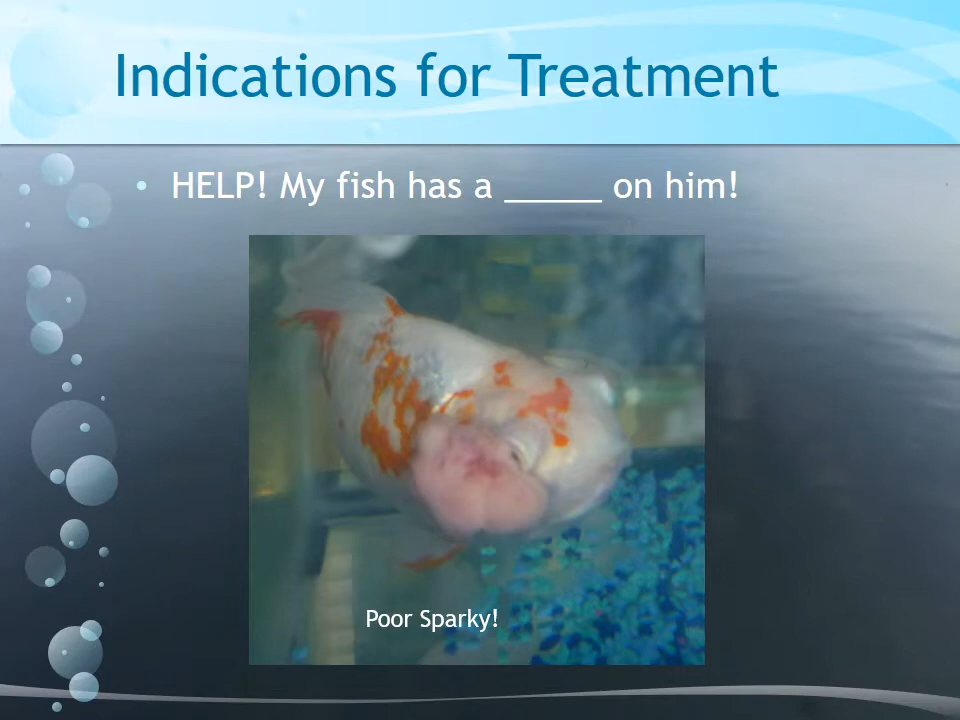 Indications for Treatment
• HELP! My fish has a _____ on him!
Poor Sparky!